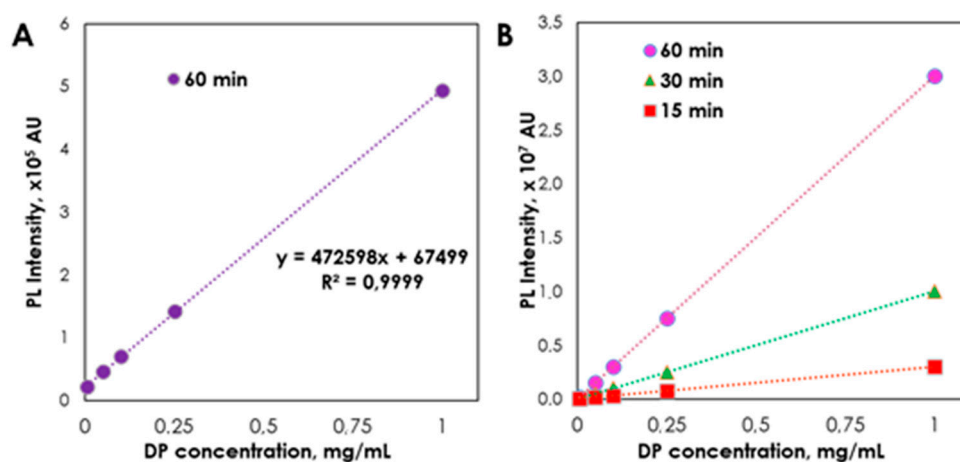 A
PL Intensity, x10⁵ AU
6
5
4
3
2
1
0
60 min
y = 472598x + 67499
R² = 0,9999
0
0,25
0,5
0,75
1
DP concentration, mg/mL
B
PL Intensity, x 10⁷ AU
3,5
3,0
2,5
2,0
1.5
1.0
0.5
0.0
60 min
30 min
15 min
0
0,25
0,5
0,75
1
DP concentration, mg/mL